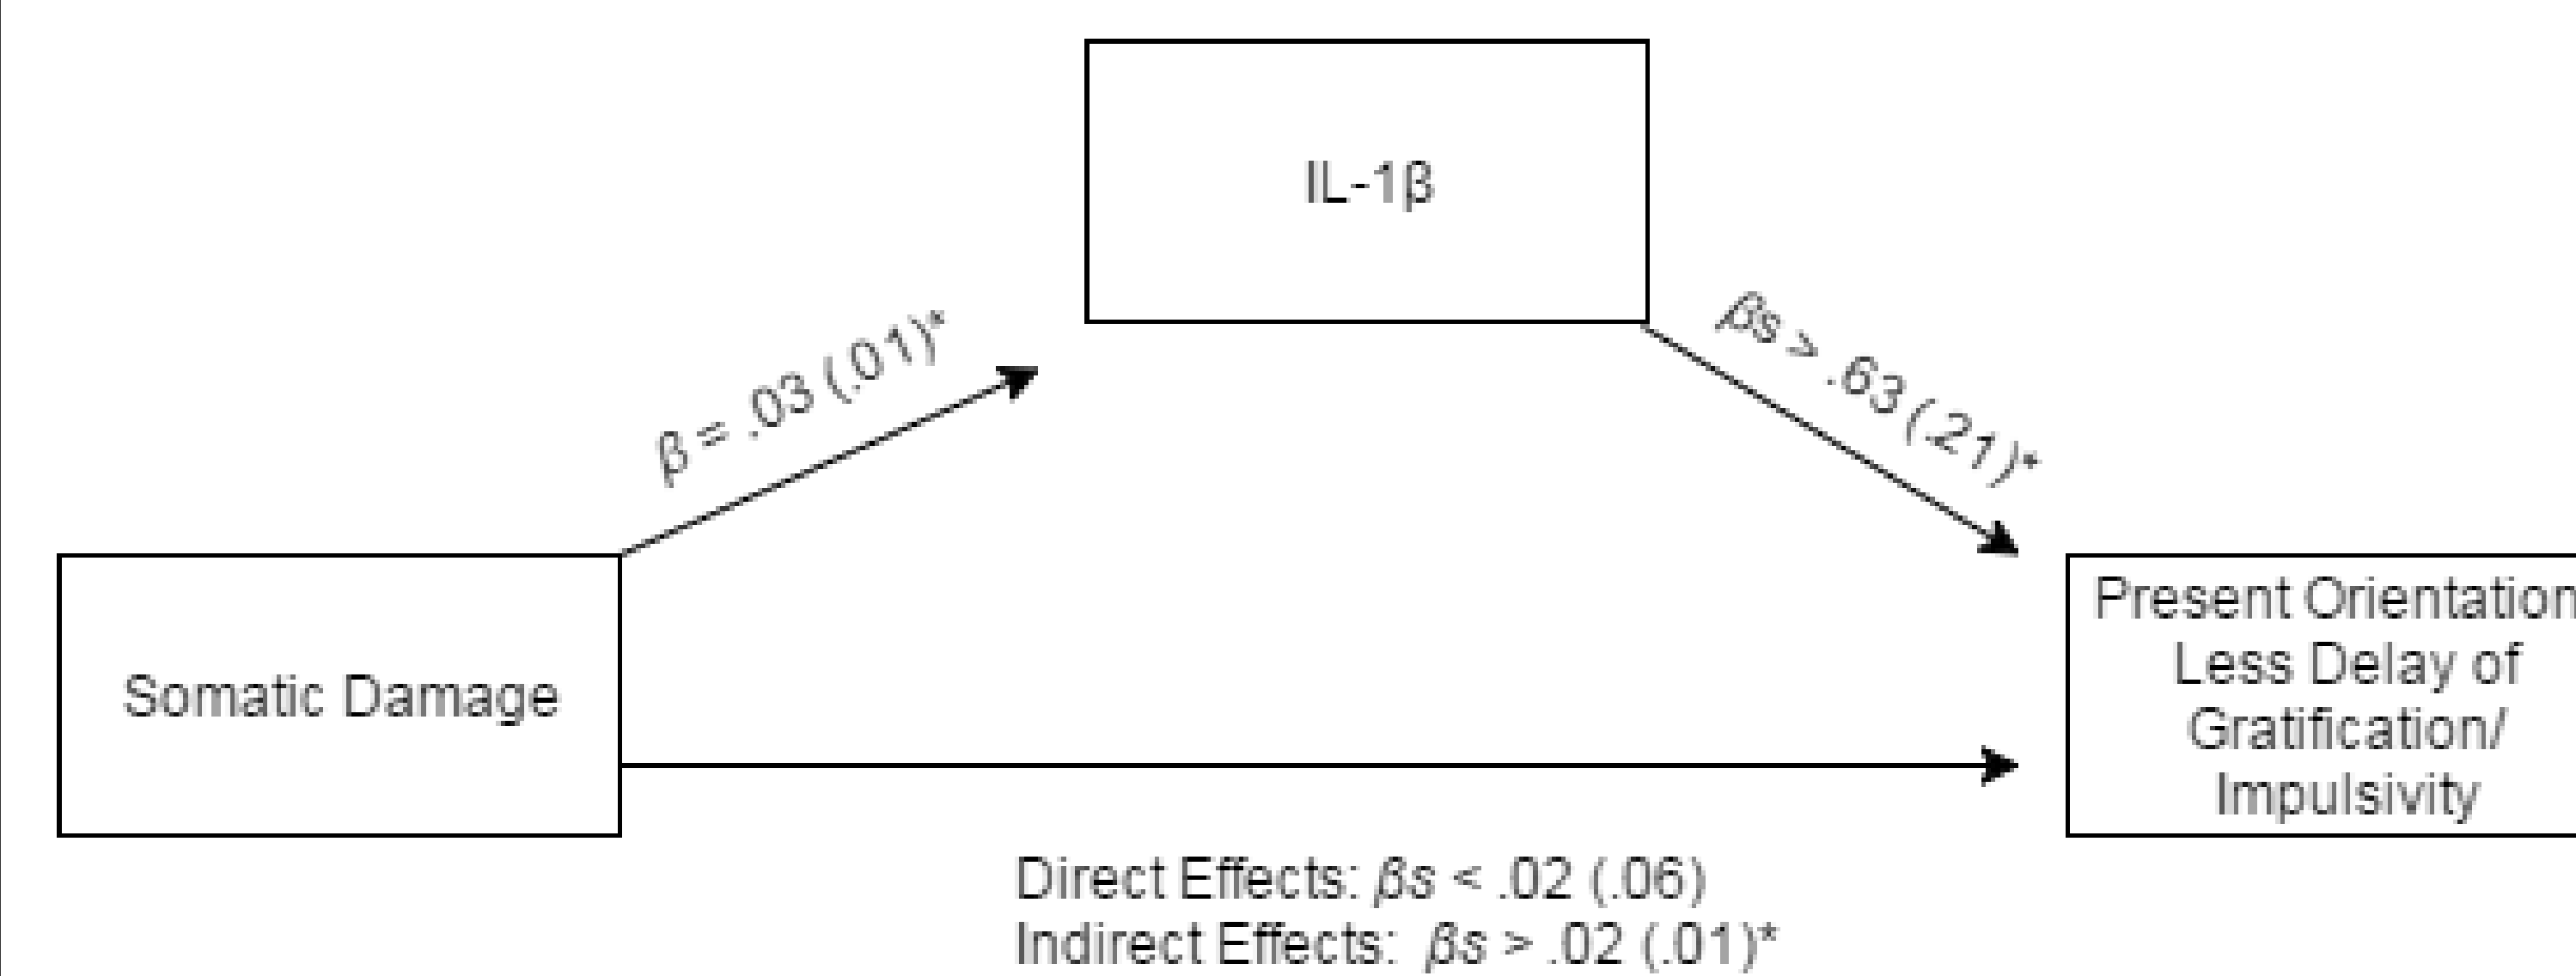 IL-1β
β = .03 (.01)*
βs > .63 (.21)*
Somatic Damage
Present Orientation
Less Delay of
Gratification/
Impulsivity
Direct Effects: βs < .02 (.06)
Indirect Effects: βs > .02 (.01)*